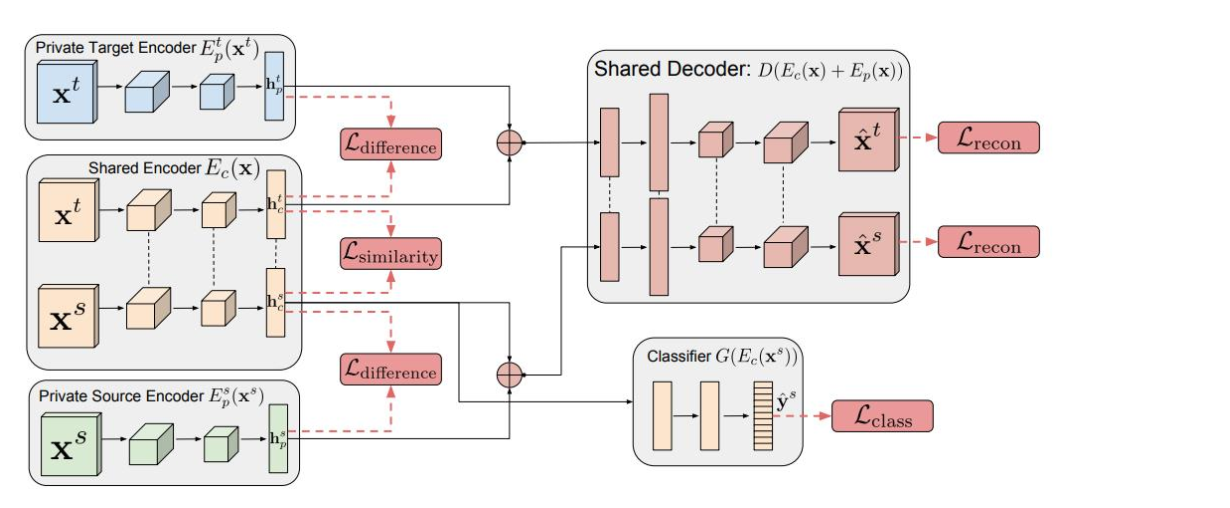 Private Target Encoder $E_p^t(\mathbf{x}^t)$
$\mathbf{x}^t$
$\mathbf{h}_p^t$
$\mathcal{L}_{\text{difference}}$
Shared Encoder $E_c(\mathbf{x})$
$\mathbf{x}^t$
$\mathbf{h}_c^t$
$\mathcal{L}_{\text{similarity}}$
$\mathbf{x}^s$
$\mathbf{h}_c^s$
$\mathcal{L}_{\text{difference}}$
Private Source Encoder $E_p^s(\mathbf{x}^s)$
$\mathbf{x}^s$
$\mathbf{h}_p^s$
Shared Decoder: $D(E_c(\mathbf{x}) + E_p(\mathbf{x}))$
$\hat{\mathbf{x}}^t$
$\mathcal{L}_{\text{recon}}$
$\hat{\mathbf{x}}^s$
$\mathcal{L}_{\text{recon}}$
Classifier $G(E_c(\mathbf{x}^s))$
$\hat{\mathbf{y}}^s$
$\mathcal{L}_{\text{class}}$